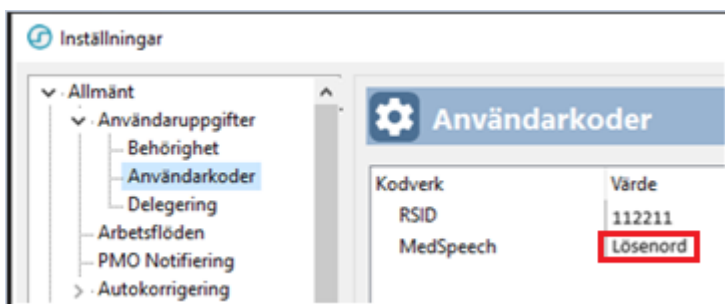 Inställningar
Allmänt
Användaruppgifter
Behörighet
Användarkoder
Delegering
Arbetsflöden
PMO Notifiering
Autokorrigering
Användarkoder
Kodverk Värde
RSID 112211
MedSpeech Lösenord